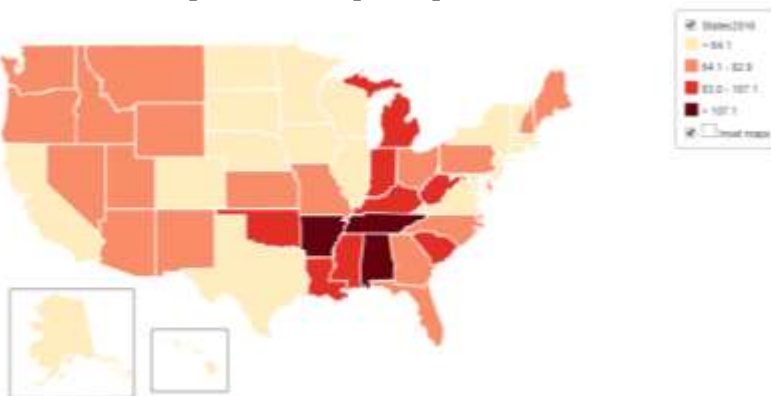 States2016
< 64.1
64.1 - 82.9
83.0 - 107.1
> 107.1
Inset maps